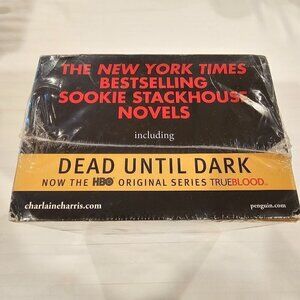 THE NEW YORK TIMES
BESTSELLING
SOOKIE STACKHOUSE
NOVELS
including
DEAD UNTIL DARK
NOW THE HBO® ORIGINAL SERIES TRUEBLOOD™
charlaineharris.com penguin.com